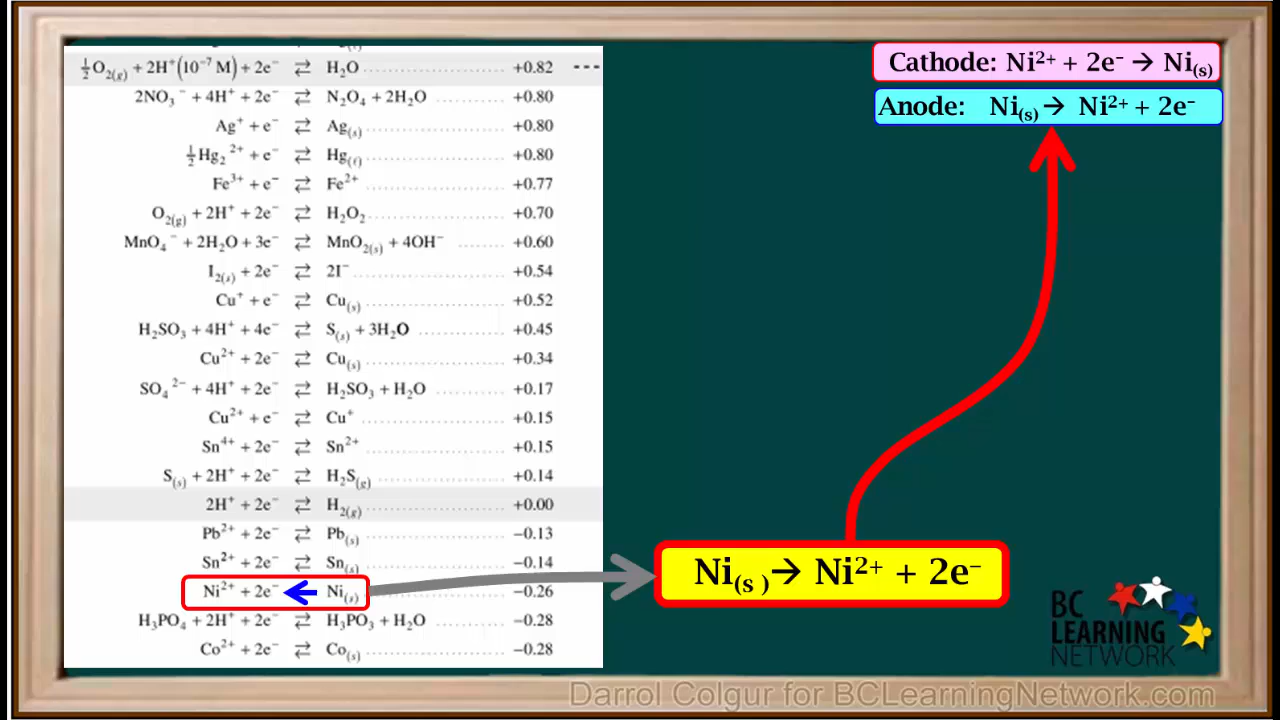 ½O₂(g) + 2H⁺(10⁻⁷ M) + 2e⁻ ⇄ H₂O ........ +0.82 ---
2NO₃⁻ + 4H⁺ + 2e⁻ ⇄ N₂O₄ + 2H₂O ........ +0.80
Ag⁺ + e⁻ ⇄ Ag(s) ........ +0.80
½Hg₂²⁺ + e⁻ ⇄ Hg(ℓ) ........ +0.80
Fe³⁺ + e⁻ ⇄ Fe²⁺ ........ +0.77
O₂(g) + 2H⁺ + 2e⁻ ⇄ H₂O₂ ........ +0.70
MnO₄⁻ + 2H₂O + 3e⁻ ⇄ MnO₂(s) + 4OH⁻ ........ +0.60
I₂(s) + 2e⁻ ⇄ 2I⁻ ........ +0.54
Cu⁺ + e⁻ ⇄ Cu(s) ........ +0.52
H₂SO₃ + 4H⁺ + 4e⁻ ⇄ S(s) + 3H₂O ........ +0.45
Cu²⁺ + 2e⁻ ⇄ Cu(s) ........ +0.34
SO₄²⁻ + 4H⁺ + 2e⁻ ⇄ H₂SO₃ + H₂O ........ +0.17
Cu²⁺ + e⁻ ⇄ Cu⁺ ........ +0.15
Sn⁴⁺ + 2e⁻ ⇄ Sn²⁺ ........ +0.15
S(s) + 2H⁺ + 2e⁻ ⇄ H₂S(g) ........ +0.14
2H⁺ + 2e⁻ ⇄ H₂(g) ........ +0.00
Pb²⁺ + 2e⁻ ⇄ Pb(s) ........ −0.13
Sn²⁺ + 2e⁻ ⇄ Sn(s) ........ −0.14
Ni²⁺ + 2e⁻ ← Ni(s) ........ −0.26
H₃PO₄ + 2H⁺ + 2e⁻ ⇄ H₃PO₃ + H₂O ........ −0.28
Co²⁺ + 2e⁻ ⇄ Co(s) ........ −0.28
Cathode: Ni²⁺ + 2e⁻ → Ni(s)
Anode: Ni(s) → Ni²⁺ + 2e⁻
Ni(s ) → Ni²⁺ + 2e⁻
BC
LEARNING
NETWORK
Darrol Colgur for BCLearningNetwork.com